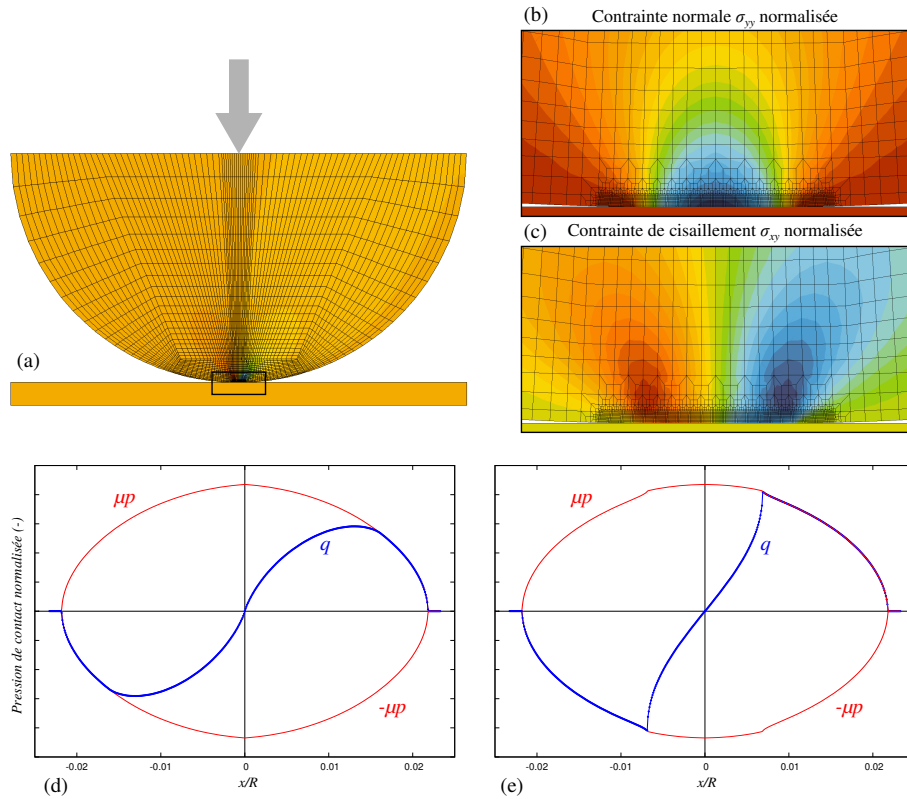 (b)
Contrainte normale σyy normalisée
(a)
(c)
Contrainte de cisaillement σxy normalisée
Pression de contact normalisée (-)
μp
q
-μp
-0.02
-0.01
0
0.01
0.02
(d)
x/R
μp
q
-μp
-0.02
-0.01
0
0.01
0.02
(e)
x/R